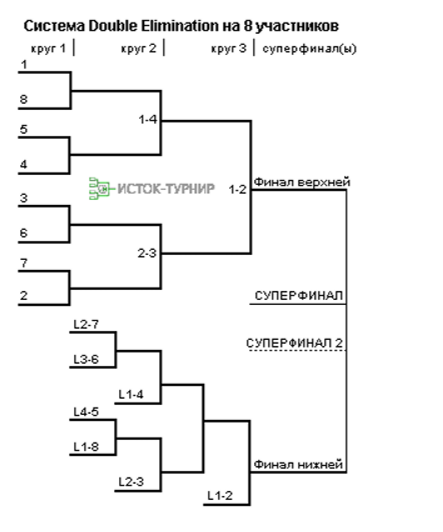 Система Double Elimination на 8 участников
круг 1 | круг 2 | круг 3 | суперфинал(ы)
1
8
1-4
5
4
ИСТОК-ТУРНИР
1-2
Финал верхней
3
6
2-3
7
2
СУПЕРФИНАЛ
L2-7
СУПЕРФИНАЛ 2
L3-6
L1-4
L4-5
L1-8
Финал нижней
L2-3
L1-2